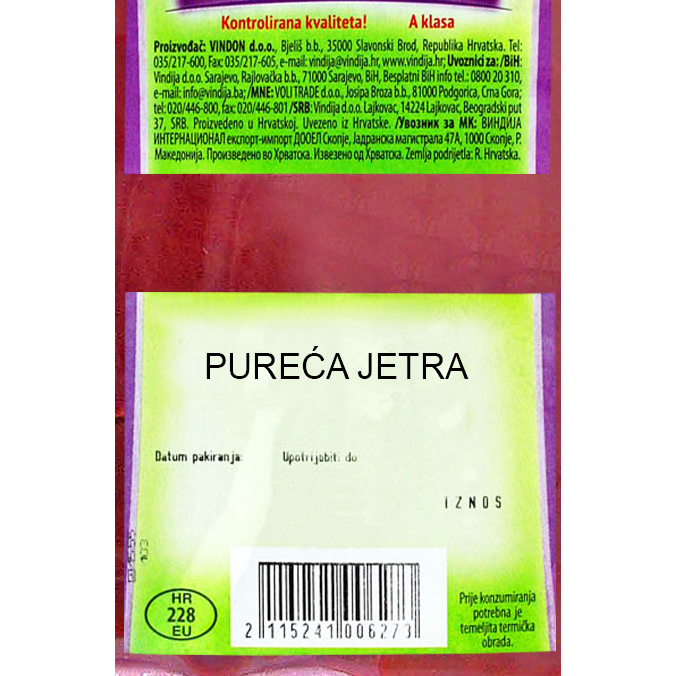 Kontrolirana kvaliteta! A klasa
Proizvođač: VINDON d.o.o., Bjeliš b.b., 35000 Slavonski Brod, Republika Hrvatska. Tel:
035/217-600, Fax: 035/217-605, e-mail: vindija@vindija.hr, www.vindija.hr; Uvoznici za: /BiH:
Vindija d.o.o. Sarajevo, Rajlovačka b.b., 71000 Sarajevo, BiH, Besplatni BiH info tel.: 0800 20 310,
e-mail: info@vindija.ba; /MNE: VOLI TRADE d.o.o., Josipa Broza b.b., 81000 Podgorica, Crna Gora;
tel: 020/446-800, fax: 020/446-801 /SRB: Vindija d.o.o. Lajkovac, 14224 Lajkovac, Beogradski put
37, SRB. Proizvedeno u Hrvatskoj. Uvezeno iz Hrvatske. /Увозник за МК: ВИНДИЈА
ИНТЕРНАЦИОНАЛ експорт-импорт ДООЕЛ Скопје, Јадранска магистрала 47А, 1000 Скопје, Р.
Македонија. Произведено во Хрватска. Извезено од Хрватска. Zemlja podrijetla: R. Hrvatska.
PUREĆA JETRA
Datum pakiranja: Upotrijubiti do
IZNOS
103
HR
228
EU
2 115241 006273
Prije konzumiranja
potrebna je
temeljita termička
obrada.